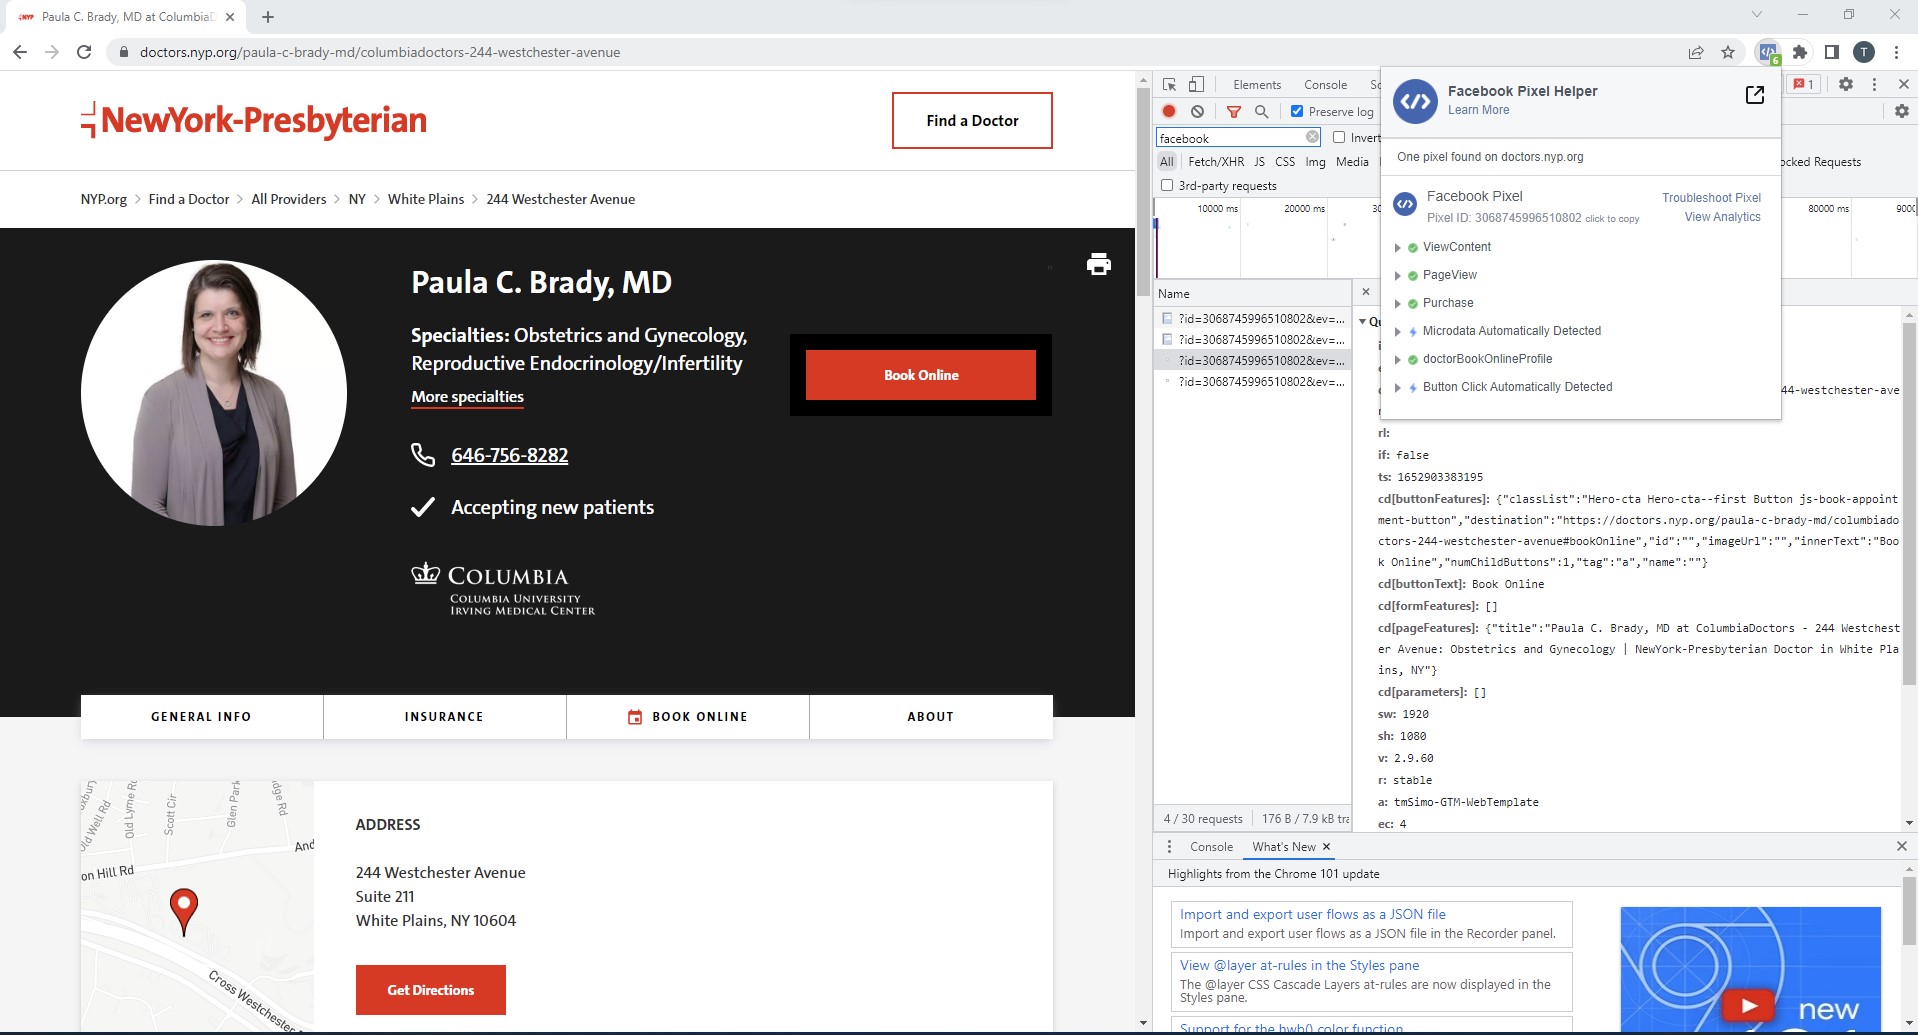 Paula C. Brady, MD at ColumbiaD
doctors.nyp.org/paula-c-brady-md/columbiadoctors-244-westchester-avenue
6
T
NewYork-Presbyterian
Find a Doctor
NYP.org > Find a Doctor > All Providers > NY > White Plains > 244 Westchester Avenue
Paula C. Brady, MD
Specialties: Obstetrics and Gynecology,
Reproductive Endocrinology/Infertility
More specialties
Book Online
646-756-8282
Accepting new patients
COLUMBIA
COLUMBIA UNIVERSITY
IRVING MEDICAL CENTER
GENERAL INFO
INSURANCE
BOOK ONLINE
ABOUT
Old Well Rd
Old Lyme R
Scott Cir
Glen Park
dge Rd
And
on Hill Rd
Cross Westchester
ADDRESS
244 Westchester Avenue
Suite 211
White Plains, NY 10604
Get Directions
Elements
Console
So
1
Preserve log
facebook
Invert
All
Fetch/XHR
JS
CSS
Img
Media
ocked Requests
3rd-party requests
10000 ms
20000 ms
30
80000 ms
9000
Name
?id=3068745996510802&ev=...
?id=3068745996510802&ev=...
?id=3068745996510802&ev=...
?id=3068745996510802&ev=...
4 / 30 requests
176 B / 7.9 kB tra
Facebook Pixel Helper
Learn More
One pixel found on doctors.nyp.org
Facebook Pixel
Troubleshoot Pixel
Pixel ID: 3068745996510802 click to copy
View Analytics
ViewContent
PageView
Purchase
Microdata Automatically Detected
doctorBookOnlineProfile
Button Click Automatically Detected
44-westchester-ave
rl:
if: false
ts: 1652903383195
cd[buttonFeatures]: {"classList":"Hero-cta Hero-cta--first Button js-book-appoint
ment-button","destination":"https://doctors.nyp.org/paula-c-brady-md/columbiado
ctors-244-westchester-avenue#bookOnline","id":"","imageUrl":"","innerText":"Boo
k Online","numChildButtons":1,"tag":"a","name":""}
cd[buttonText]: Book Online
cd[formFeatures]: []
cd[pageFeatures]: {"title":"Paula C. Brady, MD at ColumbiaDoctors - 244 Westchest
er Avenue: Obstetrics and Gynecology | NewYork-Presbyterian Doctor in White Pla
ins, NY"}
cd[parameters]: []
sw: 1920
sh: 1080
v: 2.9.60
r: stable
a: tmSimo-GTM-WebTemplate
ec: 4
Console
What's New
Highlights from the Chrome 101 update
Import and export user flows as a JSON file
Import and export user flows as a JSON file in the Recorder panel.
View @layer at-rules in the Styles pane
The @layer CSS Cascade Layers at-rules are now displayed in the
Styles pane.
Support for the hwb() color function
new